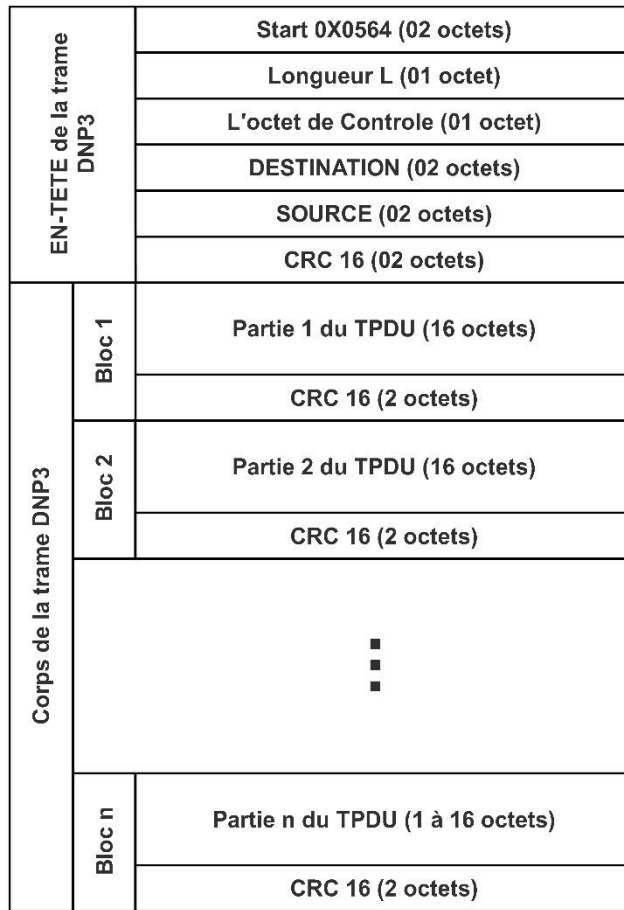 EN-TETE de la trame
DNP3
Start 0X0564 (02 octets)
Longueur L (01 octet)
L'octet de Controle (01 octet)
DESTINATION (02 octets)
SOURCE (02 octets)
CRC 16 (02 octets)
Corps de la trame DNP3
Bloc 1
Partie 1 du TPDU (16 octets)
CRC 16 (2 octets)
Bloc 2
Partie 2 du TPDU (16 octets)
CRC 16 (2 octets)
Bloc n
Partie n du TPDU (1 à 16 octets)
CRC 16 (2 octets)